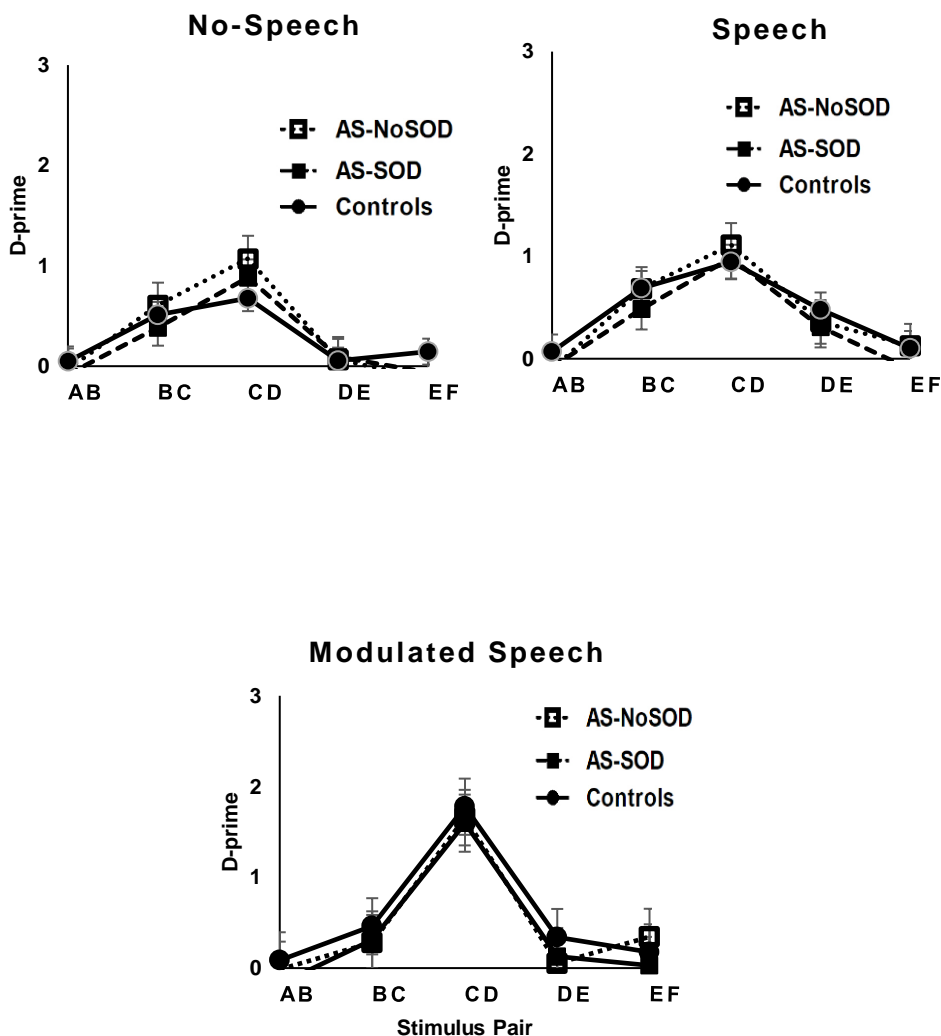 No-Speech
3
2
1
0
D-prime
AS-NoSOD
AS-SOD
Controls
AB BC CD DE EF
Speech
3
2
1
0
D-prime
AS-NoSOD
AS-SOD
Controls
AB BC CD DE EF
Modulated Speech
3
2
1
0
D-prime
AS-NoSOD
AS-SOD
Controls
AB BC CD DE EF
Stimulus Pair